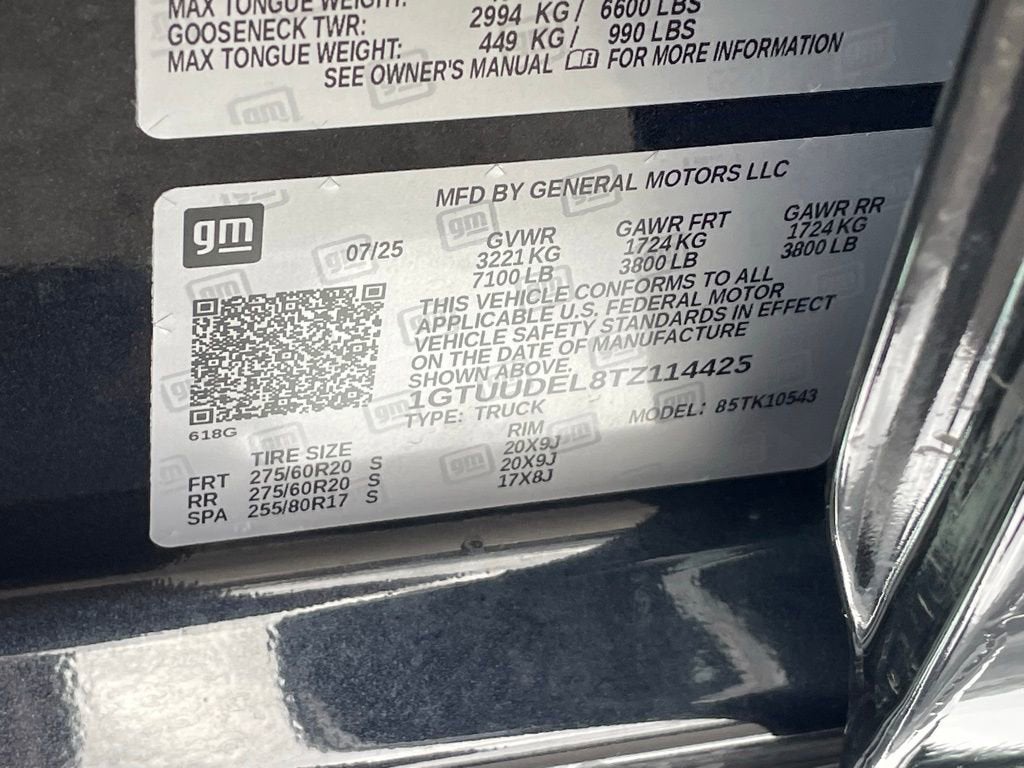 MAX TONGUE WEIGHT:
GOOSENECK TWR: 2994 KG/ 6600 LBS
MAX TONGUE WEIGHT: 449 KG/ 990 LBS
SEE OWNER'S MANUAL FOR MORE INFORMATION
MFD BY GENERAL MOTORS LLC
gm
07/25
GVWR GAWR FRT GAWR RR
3221 KG 1724 KG 1724 KG
7100 LB 3800 LB 3800 LB
THIS VEHICLE CONFORMS TO ALL
APPLICABLE U.S. FEDERAL MOTOR
VEHICLE SAFETY STANDARDS IN EFFECT
ON THE DATE OF MANUFACTURE
SHOWN ABOVE.
1GTUUDEL8TZ114425
TYPE: TRUCK MODEL: 85TK10543
618G
TIRE SIZE RIM
FRT 275/60R20 S 20X9J
RR 275/60R20 S 20X9J
SPA 255/80R17 S 17X8J